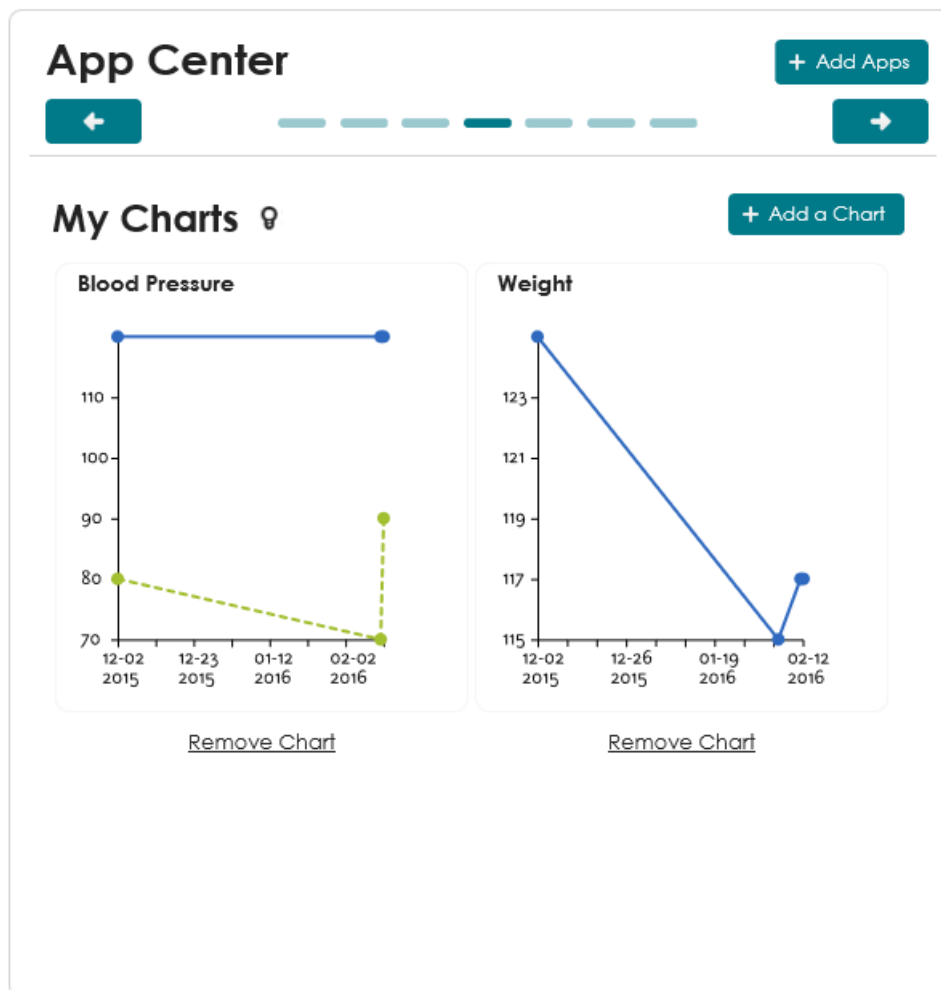 App Center
+ Add Apps
My Charts
+ Add a Chart
Blood Pressure
110
100
90
80
70
12-02 12-23 01-12 02-02
2015 2015 2016 2016
Remove Chart
Weight
123
121
119
117
115
12-02 12-26 01-19 02-12
2015 2015 2016 2016
Remove Chart